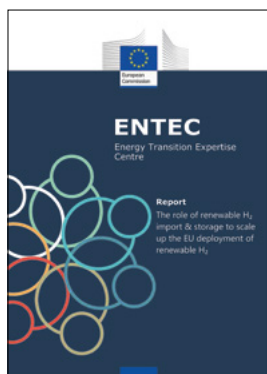 European
Commission
ENTEC
Energy Transition Expertise
Centre
Report
The role of renewable H₂
import & storage to scale
up the EU deployment of
renewable H₂